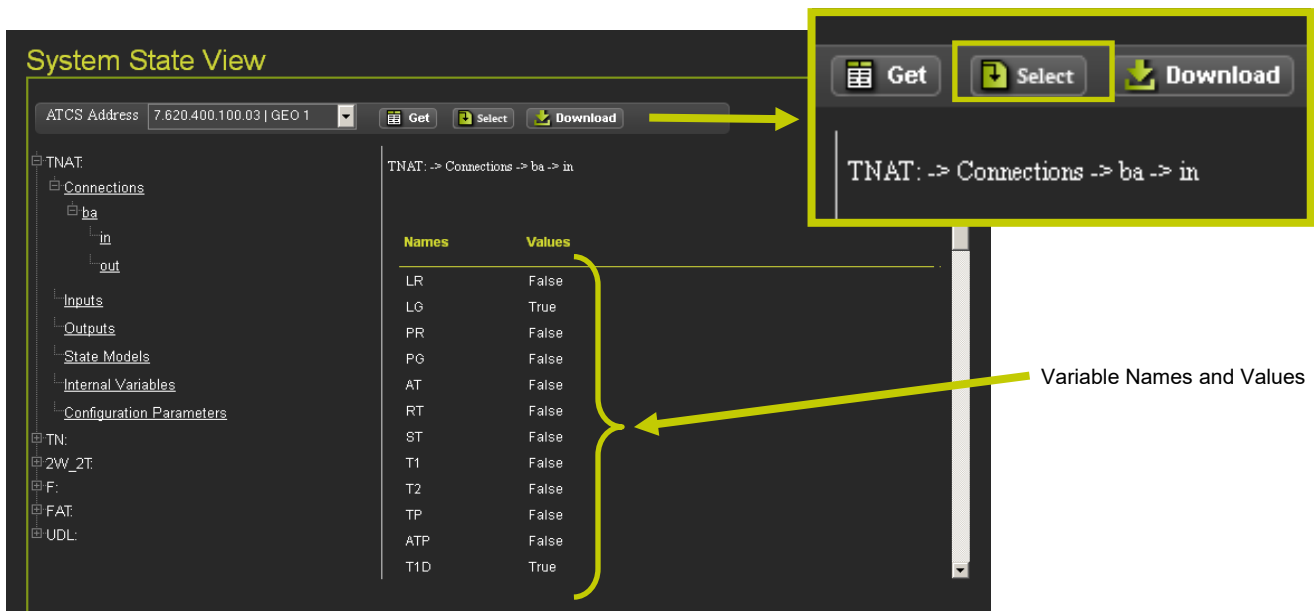 System State View
ATCS Address 7.620.400.100.03 | GEO 1 Get Select Download
Get Select Download
TNAT: -> Connections -> ba -> in
TNAT:
Connections
ba
in
out
Inputs
Outputs
State Models
Internal Variables
Configuration Parameters
TN:
2W_2T:
F:
FAT:
UDL:
TNAT: -> Connections -> ba -> in
Names Values
LR False
LG True
PR False
PG False
AT False
RT False
ST False
T1 False
T2 False
TP False
ATP False
T1D True
Variable Names and Values